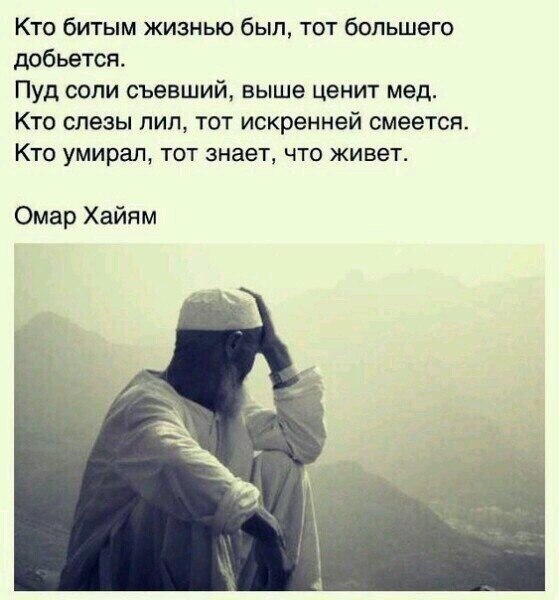 Кто битым жизнью был, тот большего
добьется.
Пуд соли съевший, выше ценит мед.
Кто слезы лил, тот искренней смеется.
Кто умирал, тот знает, что живет.
Омар Хайям